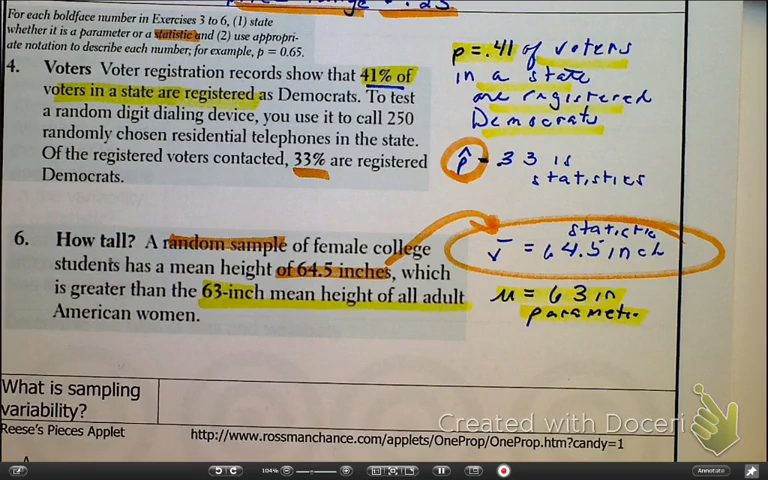 For each boldface number in Exercises 3 to 6, (1) state
whether it is a parameter or a statistic and (2) use appropri-
ate notation to describe each number; for example, p = 0.65.
4. Voters Voter registration records show that 41% of
voters in a state are registered as Democrats. To test
a random digit dialing device, you use it to call 250
randomly chosen residential telephones in the state.
Of the registered voters contacted, 33% are registered
Democrats.
p = .41 of voters
in a state
are registered
Democrats
p̂ = 33 is
statistics
6. How tall? A random sample of female college
students has a mean height of 64.5 inches, which
is greater than the 63-inch mean height of all adult
American women.
statistic
= 64.5 inch
μ = 63 in
parameter
What is sampling
variability?
Reese's Pieces Applet
http://www.rossmanchance.com/applets/OneProp/OneProp.htm?candy=1
Created with Doceri
104%
Annotate